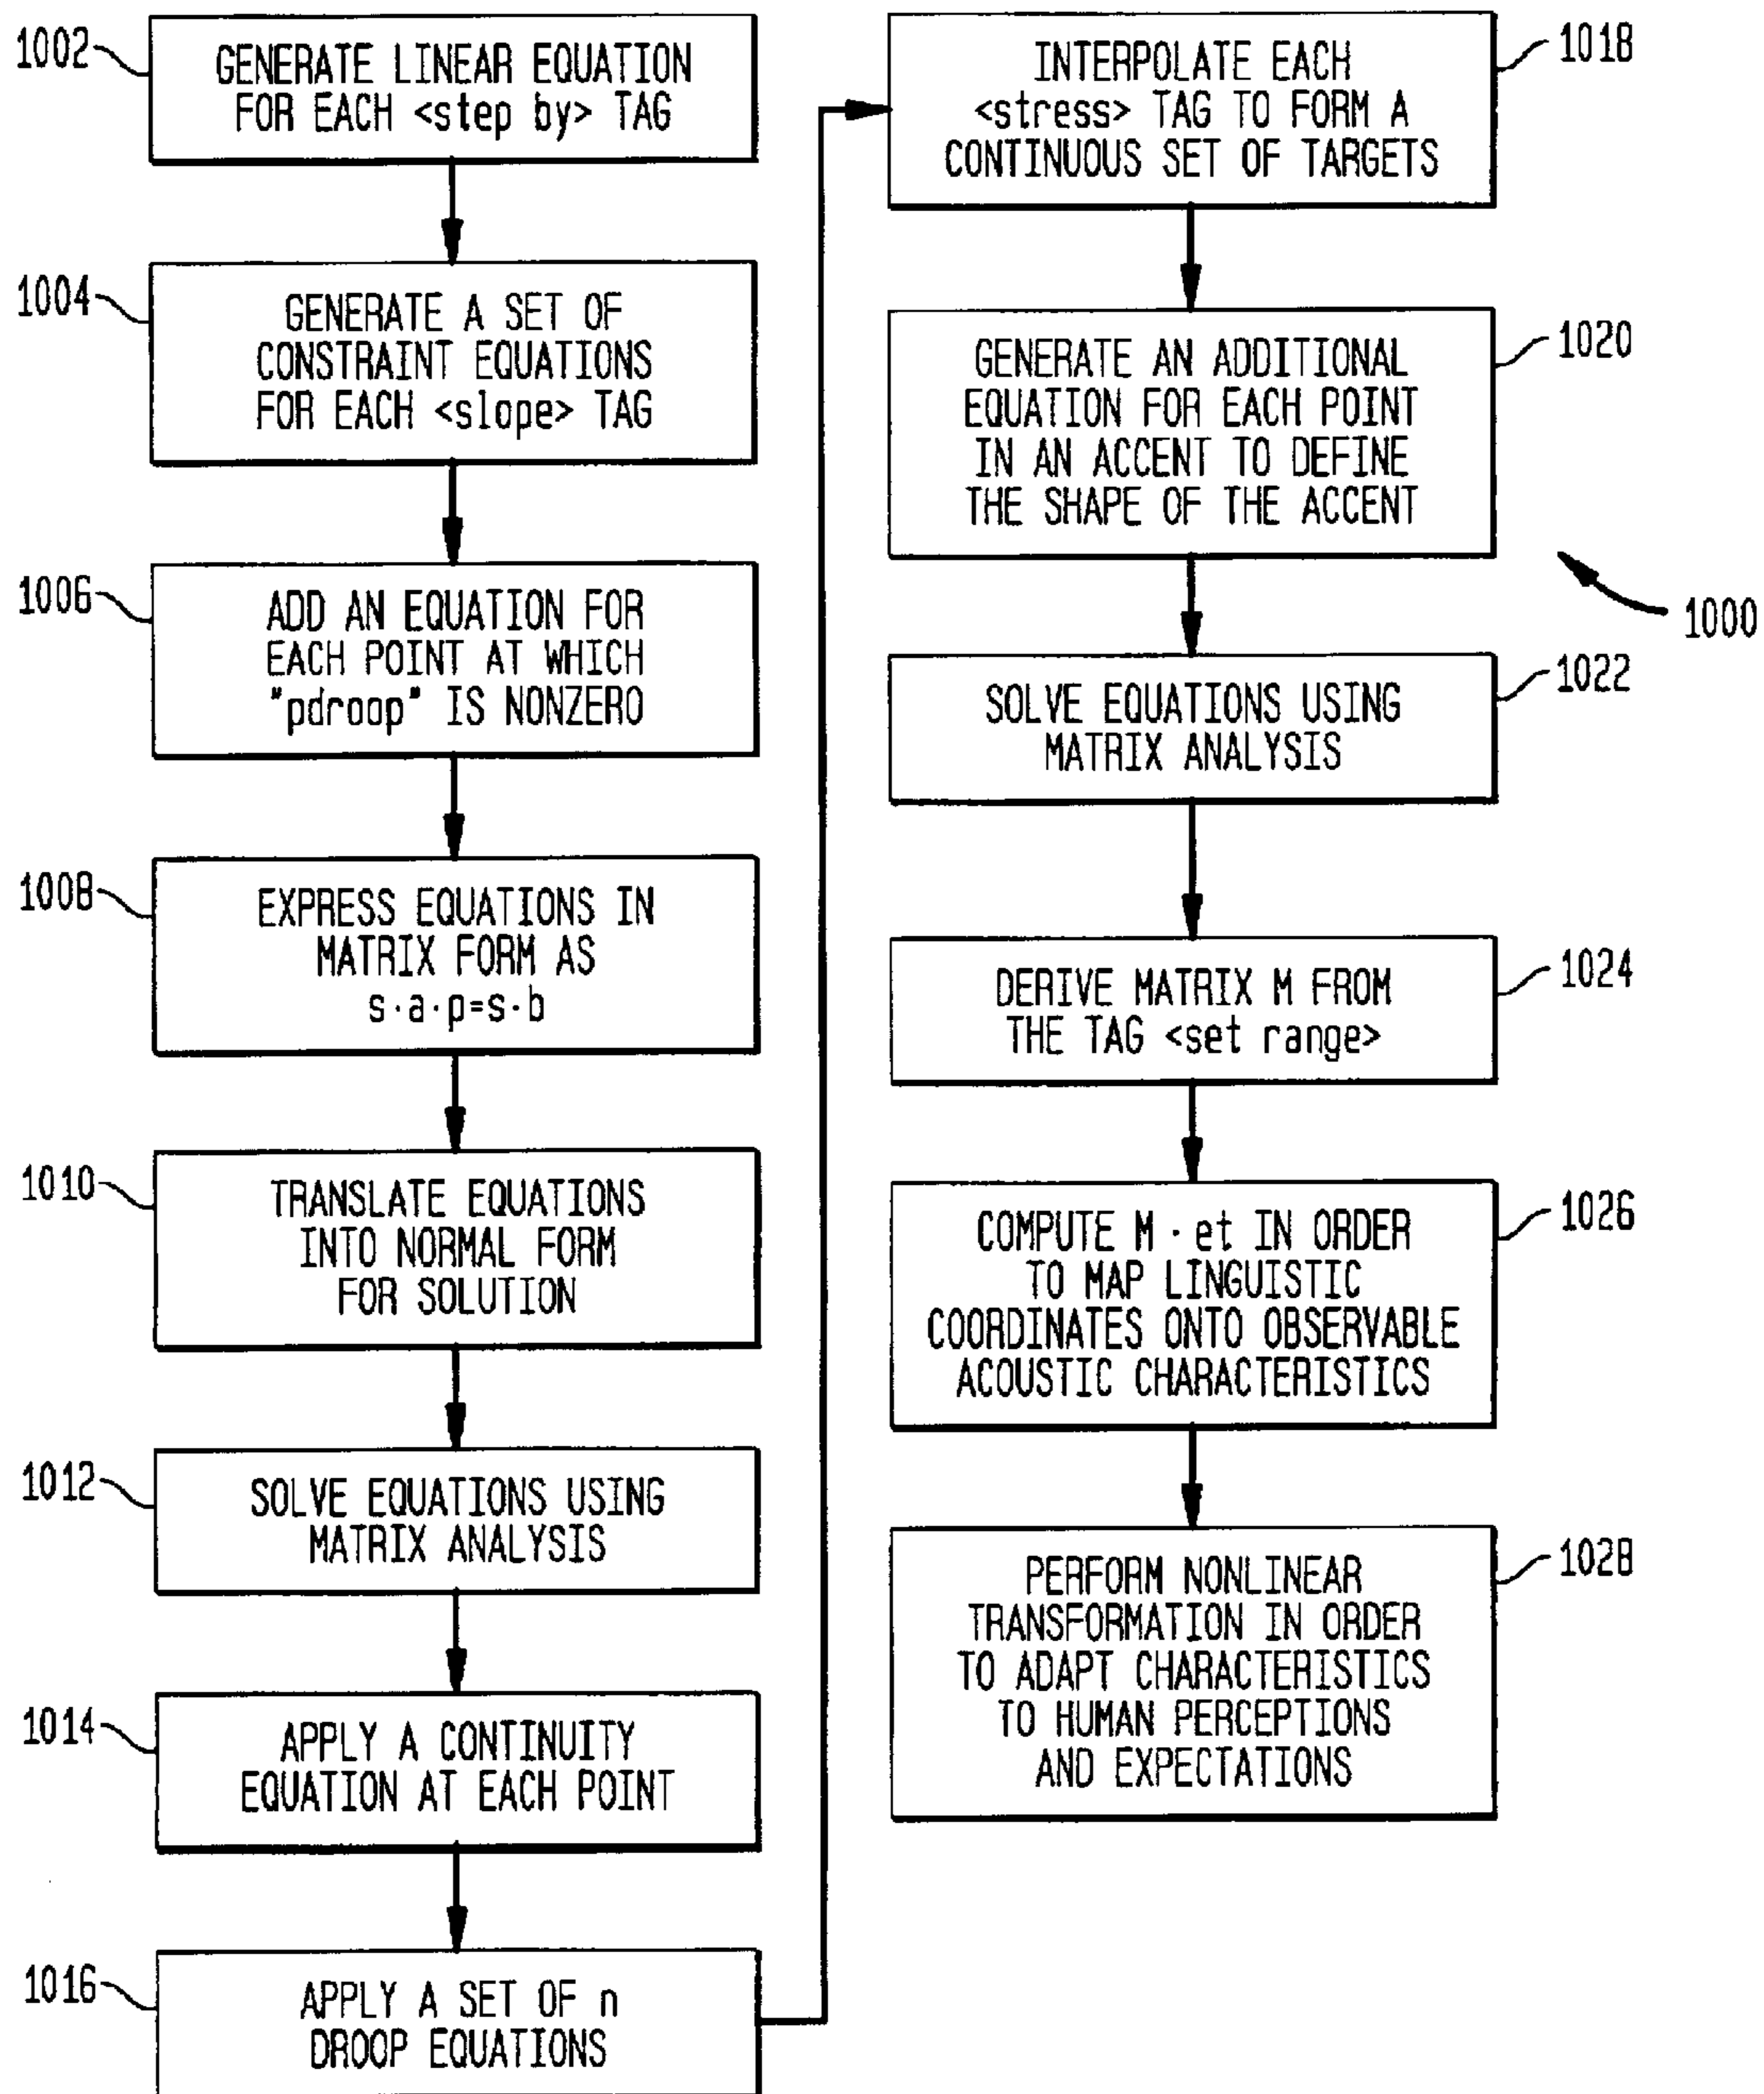 1002
GENERATE LINEAR EQUATION
FOR EACH <step by> TAG
1004
GENERATE A SET OF
CONSTRAINT EQUATIONS
FOR EACH <slope> TAG
1006
ADD AN EQUATION FOR
EACH POINT AT WHICH
"pdroop" IS NONZERO
1008
EXPRESS EQUATIONS IN
MATRIX FORM AS
s·a·p=s·b
1010
TRANSLATE EQUATIONS
INTO NORMAL FORM
FOR SOLUTION
1012
SOLVE EQUATIONS USING
MATRIX ANALYSIS
1014
APPLY A CONTINUITY
EQUATION AT EACH POINT
1016
APPLY A SET OF n
DROOP EQUATIONS
1018
INTERPOLATE EACH
<stress> TAG TO FORM A
CONTINUOUS SET OF TARGETS
1020
GENERATE AN ADDITIONAL
EQUATION FOR EACH POINT
IN AN ACCENT TO DEFINE
THE SHAPE OF THE ACCENT
1000
1022
SOLVE EQUATIONS USING
MATRIX ANALYSIS
1024
DERIVE MATRIX M FROM
THE TAG <set range>
1026
COMPUTE M · et IN ORDER
TO MAP LINGUISTIC
COORDINATES ONTO OBSERVABLE
ACOUSTIC CHARACTERISTICS
1028
PERFORM NONLINEAR
TRANSFORMATION IN ORDER
TO ADAPT CHARACTERISTICS
TO HUMAN PERCEPTIONS
AND EXPECTATIONS